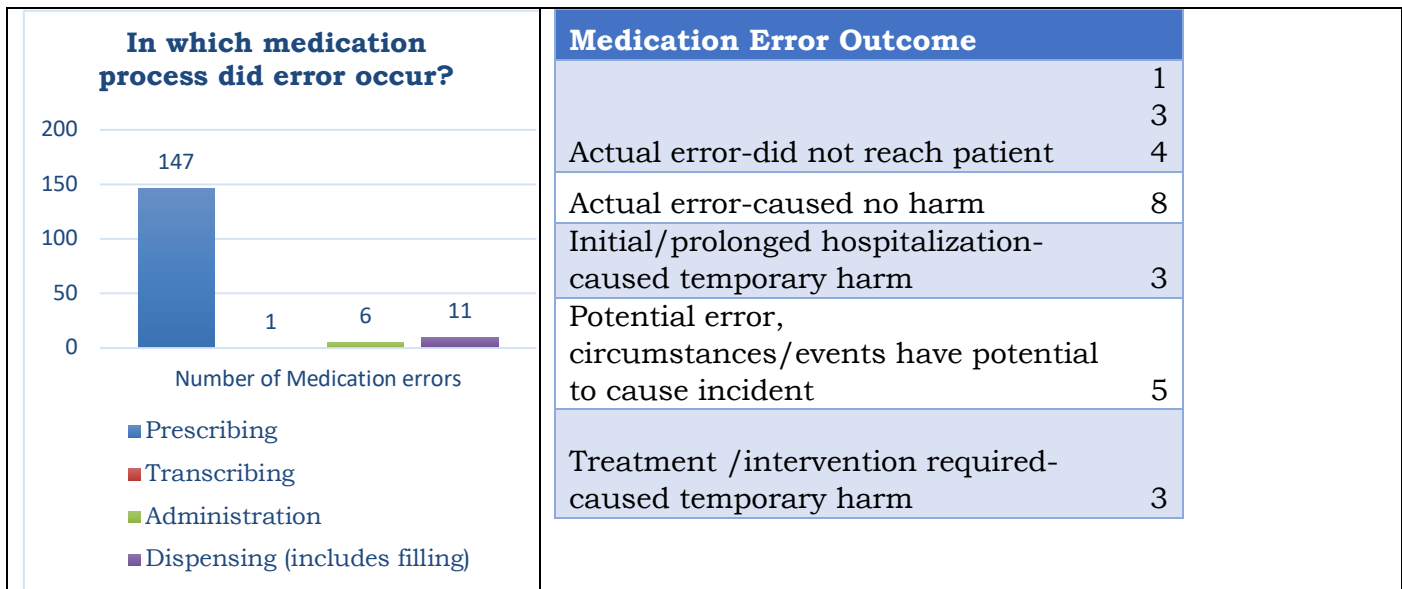 In which medication
process did error occur?
200
150
100
50
0
147
1
6
11
Number of Medication errors
Prescribing
Transcribing
Administration
Dispensing (includes filling)
Medication Error Outcome
1
3
Actual error-did not reach patient 4
Actual error-caused no harm 8
Initial/prolonged hospitalization-
caused temporary harm 3
Potential error,
circumstances/events have potential
to cause incident 5
Treatment /intervention required-
caused temporary harm 3